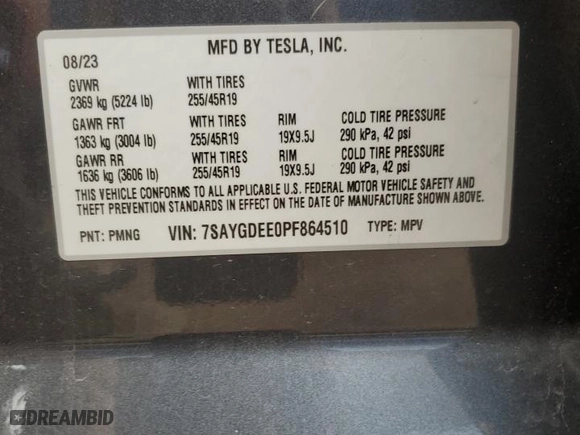 MFD BY TESLA, INC.
08/23
GVWR WITH TIRES
2369 kg (5224 lb) 255/45R19
GAWR FRT WITH TIRES RIM COLD TIRE PRESSURE
1363 kg (3004 lb) 255/45R19 19X9.5J 290 kPa, 42 psi
GAWR RR WITH TIRES RIM COLD TIRE PRESSURE
1636 kg (3606 lb) 255/45R19 19X9.5J 290 kPa, 42 psi
THIS VEHICLE CONFORMS TO ALL APPLICABLE U.S. FEDERAL MOTOR VEHICLE SAFETY AND
THEFT PREVENTION STANDARDS IN EFFECT ON THE DATE OF MANUFACTURE SHOWN ABOVE.
PNT: PMNG VIN: 7SAYGDEE0PF864510 TYPE: MPV
DREAMBID